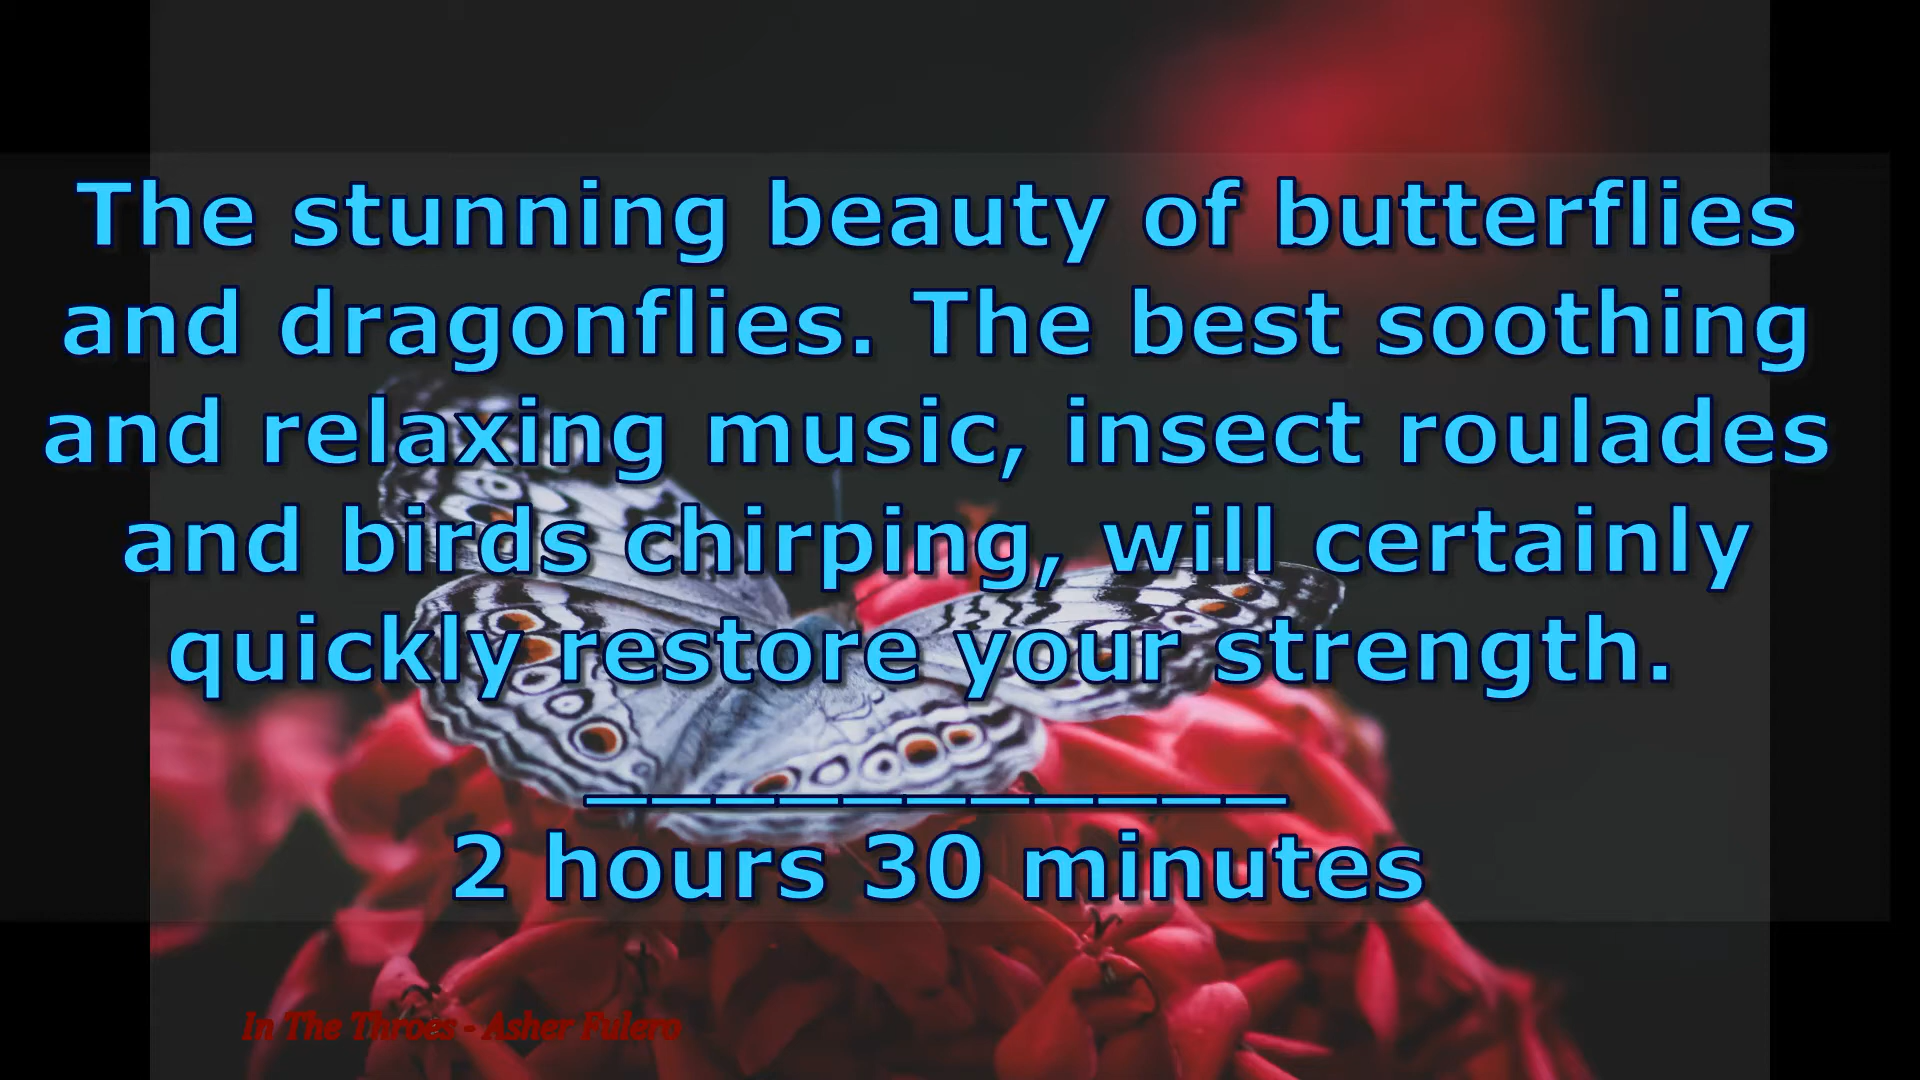 The stunning beauty of butterflies
and dragonflies. The best soothing
and relaxing music, insect roulades
and birds chirping, will certainly
quickly restore your strength.
___________
2 hours 30 minutes
In The Throes - Asher Fulero